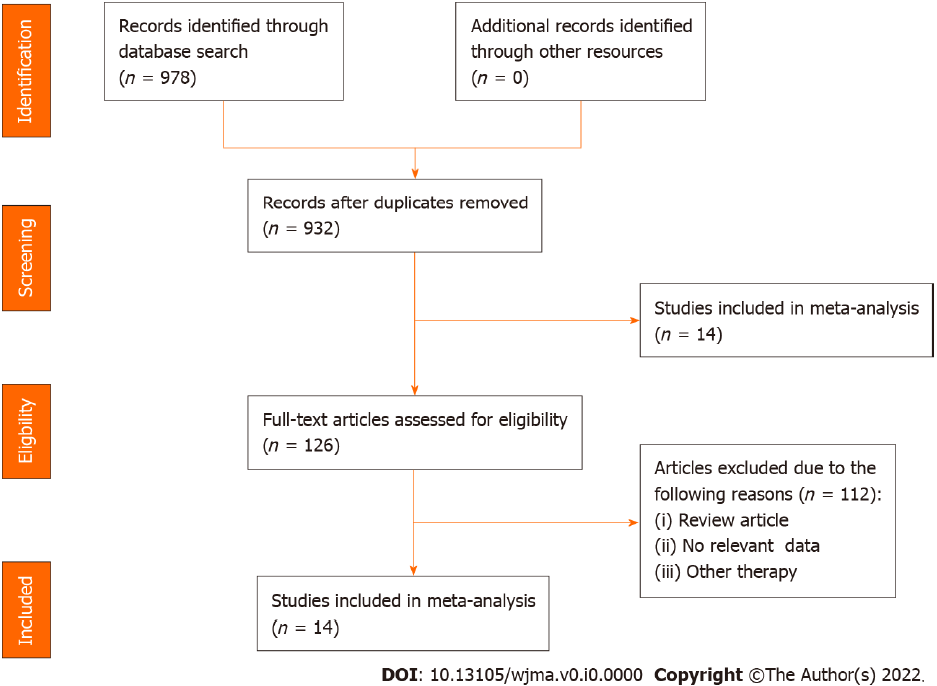 Identification
Records identified through
database search
(n = 978)
Additional records identified
through other resources
(n = 0)
Screening
Records after duplicates removed
(n = 932)
Studies included in meta-analysis
(n = 14)
Eligbility
Full-text articles assessed for eligibility
(n = 126)
Articles excluded due to the
following reasons (n = 112):
(i) Review article
(ii) No relevant data
(iii) Other therapy
Included
Studies included in meta-analysis
(n = 14)
DOI: 10.13105/wjma.v0.i0.0000 Copyright ©The Author(s) 2022.